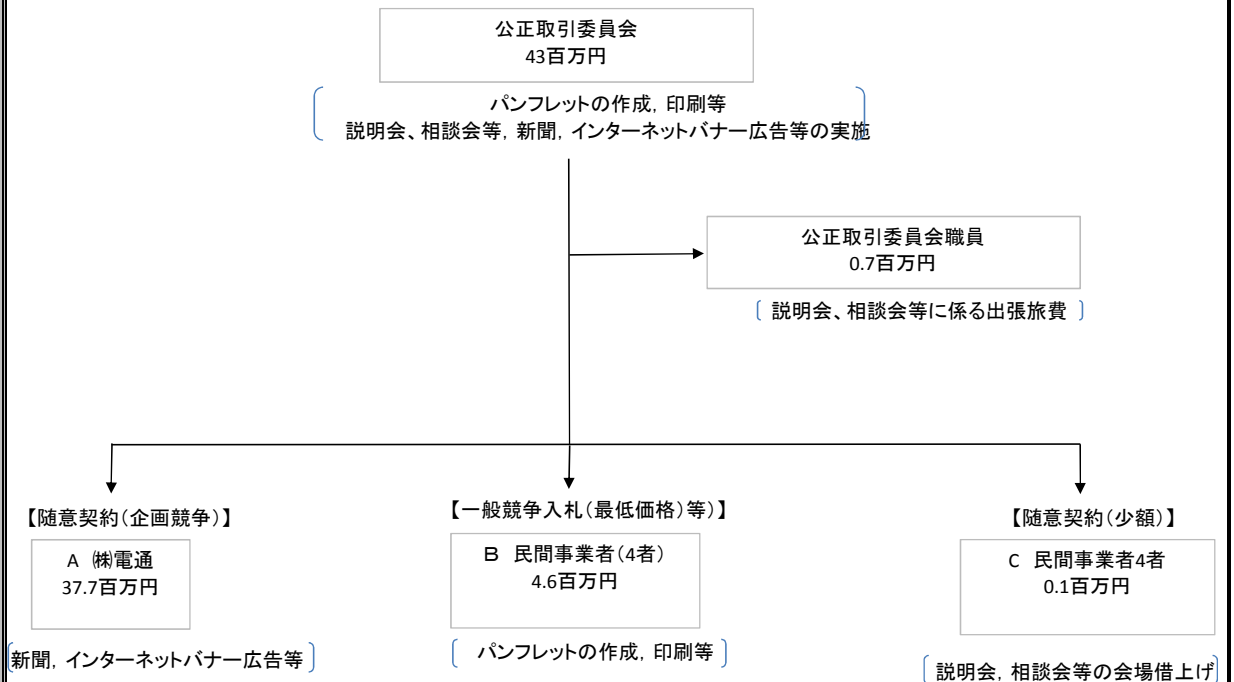 公正取引委員会
43百万円
パンフレットの作成，印刷等
説明会、相談会等，新聞，インターネットバナー広告等の実施
公正取引委員会職員
0.7百万円
説明会、相談会等に係る出張旅費
【随意契約（企画競争）】
A ㈱電通
37.7百万円
新聞，インターネットバナー広告等
【一般競争入札（最低価格）等）】
B 民間事業者（4者）
4.6百万円
パンフレットの作成，印刷等
【随意契約（少額）】
C 民間事業者4者
0.1百万円
説明会，相談会等の会場借上げ